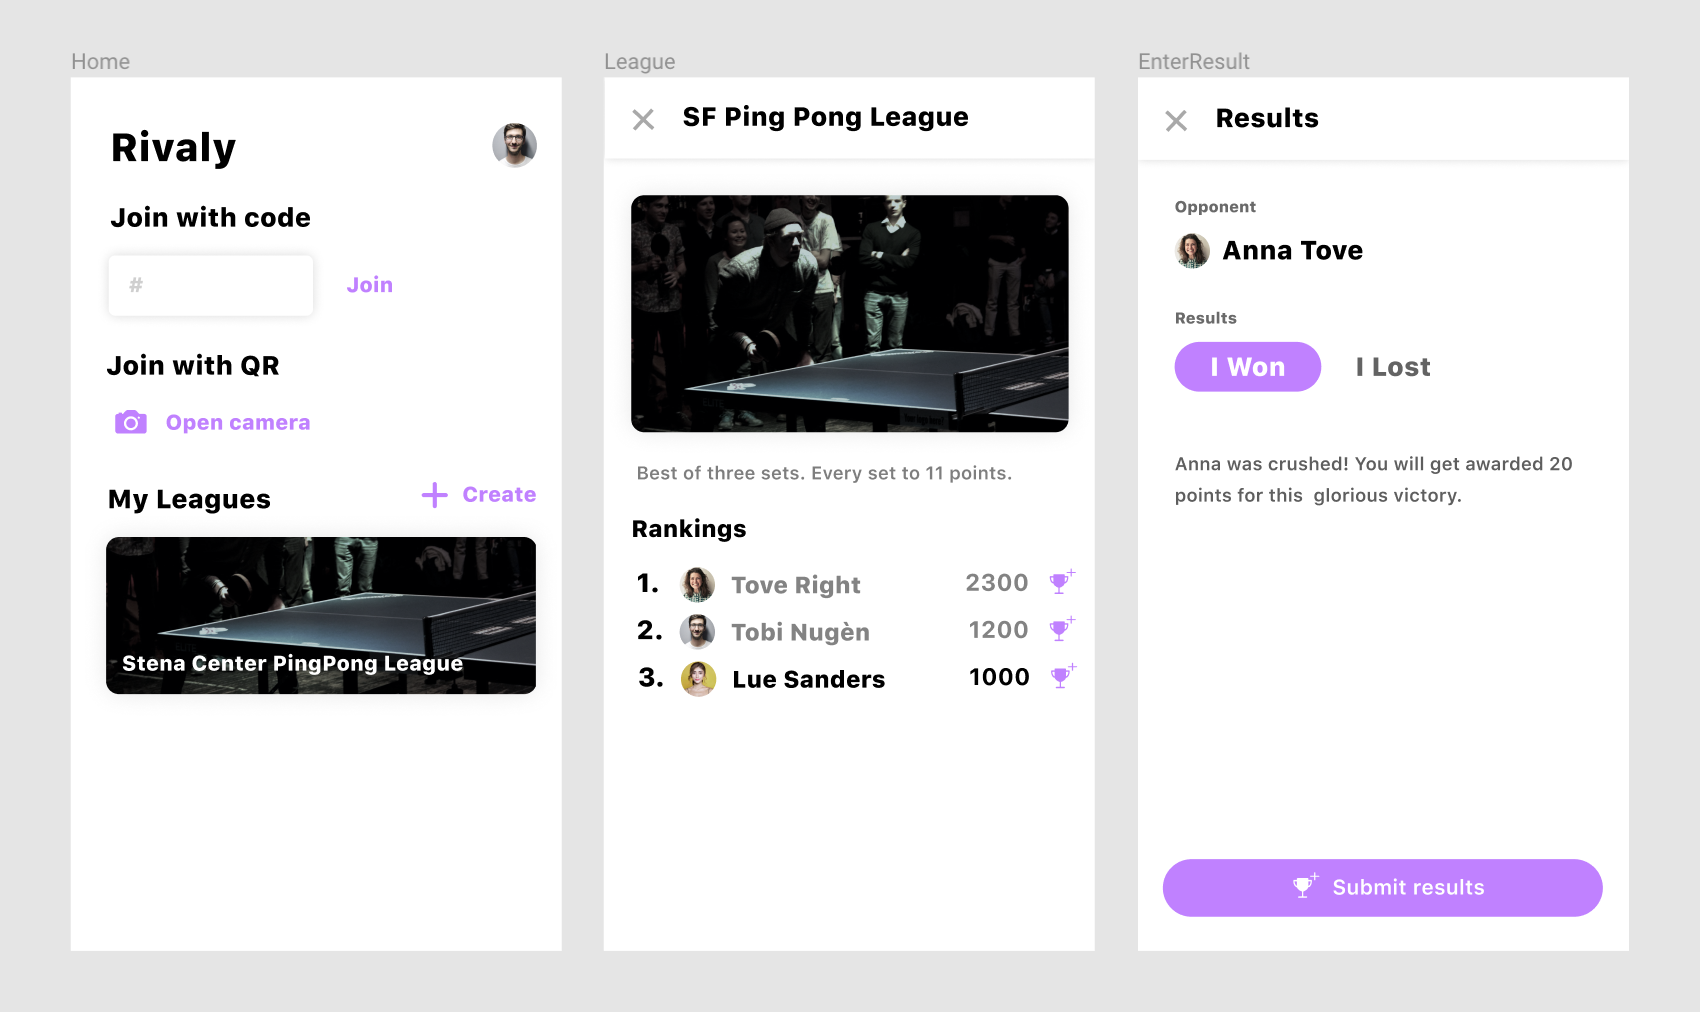 Home
Rivaly
Join with code
#
Join
Join with QR
Open camera
My Leagues
Create
Stena Center PingPong League
League
SF Ping Pong League
Best of three sets. Every set to 11 points.
Rankings
1. Tove Right 2300
2. Tobi Nugèn 1200
3. Lue Sanders 1000
EnterResult
Results
Opponent
Anna Tove
Results
I Won I Lost
Anna was crushed! You will get awarded 20
points for this  glorious victory.
Submit results